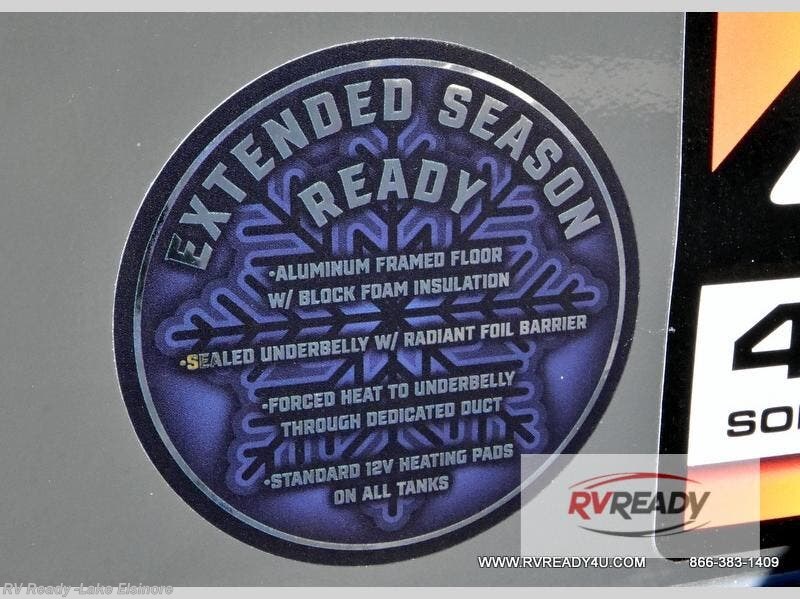 EXTENDED SEASON
READY
•ALUMINUM FRAMED FLOOR
W/ BLOCK FOAM INSULATION
•SEALED UNDERBELLY W/ RADIANT FOIL BARRIER
•FORCED HEAT TO UNDERBELLY
THROUGH DEDICATED DUCT
•STANDARD 12V HEATING PADS
ON ALL TANKS
4
RVREADY
WWW.RVREADY4U.COM 866-383-1409
RV Ready -Lake Elsinore